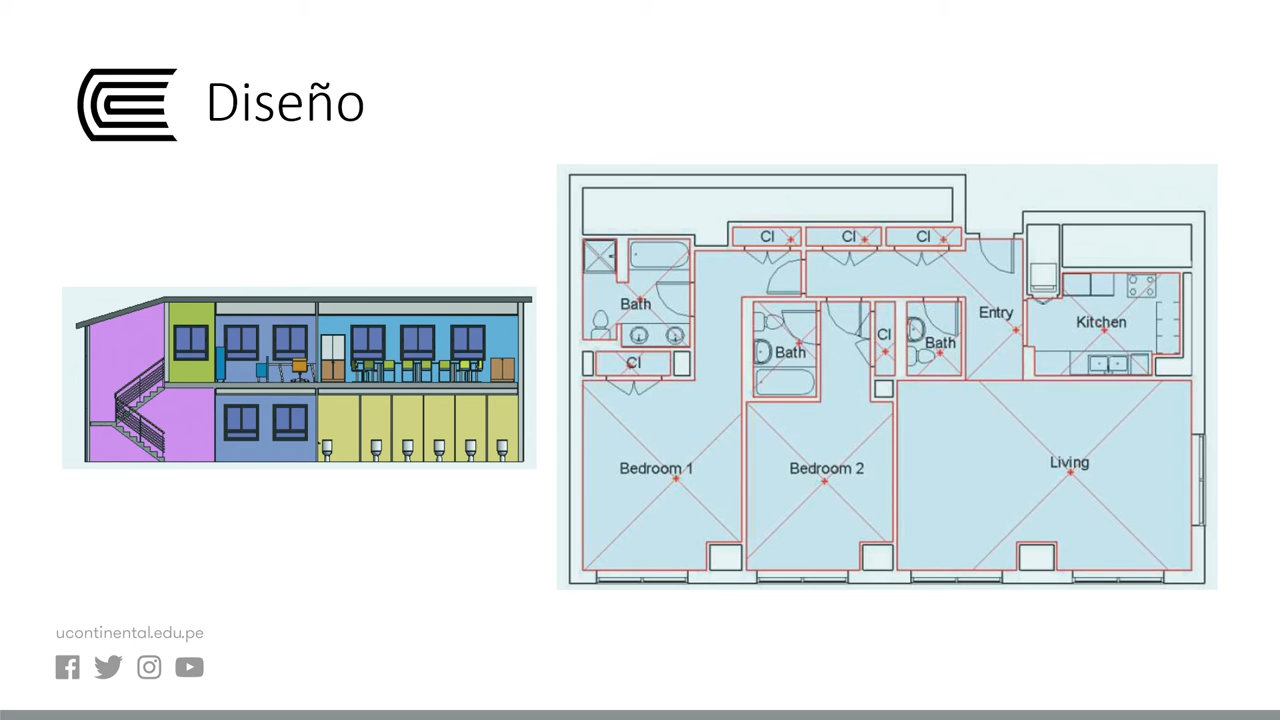 Diseño
Cl
Cl
Cl
Bath
Entry
Kitchen
Cl
Bath
Bath
Cl
Bedroom 1
Bedroom 2
Living
ucontinental.edu.pe